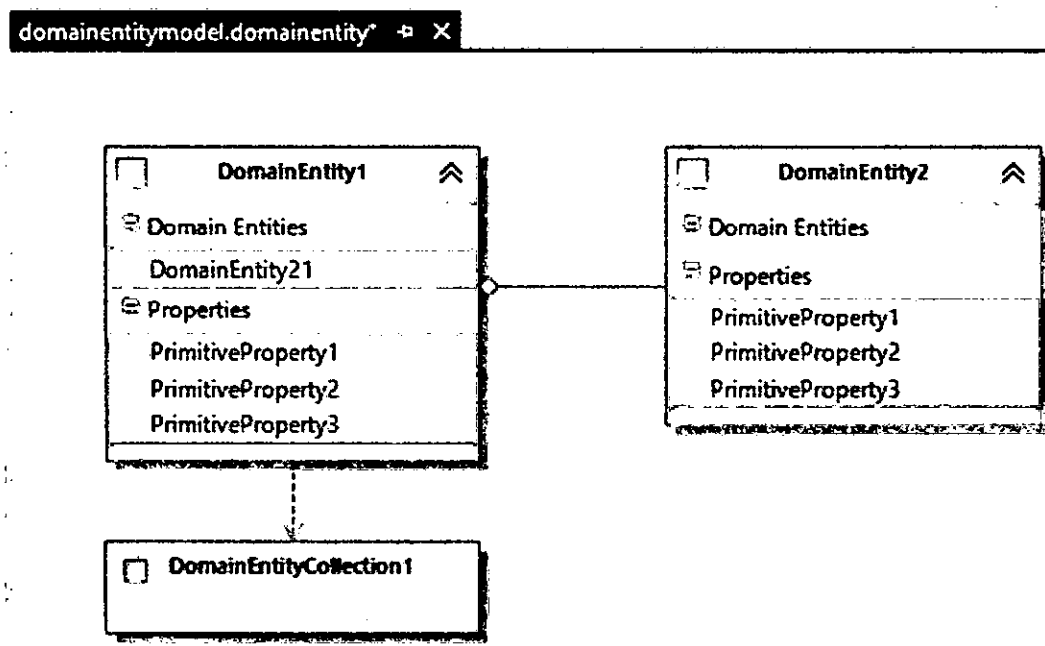 domainentitymodel.domainentity*
DomainEntity1
Domain Entities
DomainEntity21
Properties
PrimitiveProperty1
PrimitiveProperty2
PrimitiveProperty3
DomainEntity2
Domain Entities
Properties
PrimitiveProperty1
PrimitiveProperty2
PrimitiveProperty3
DomainEntityCollection1